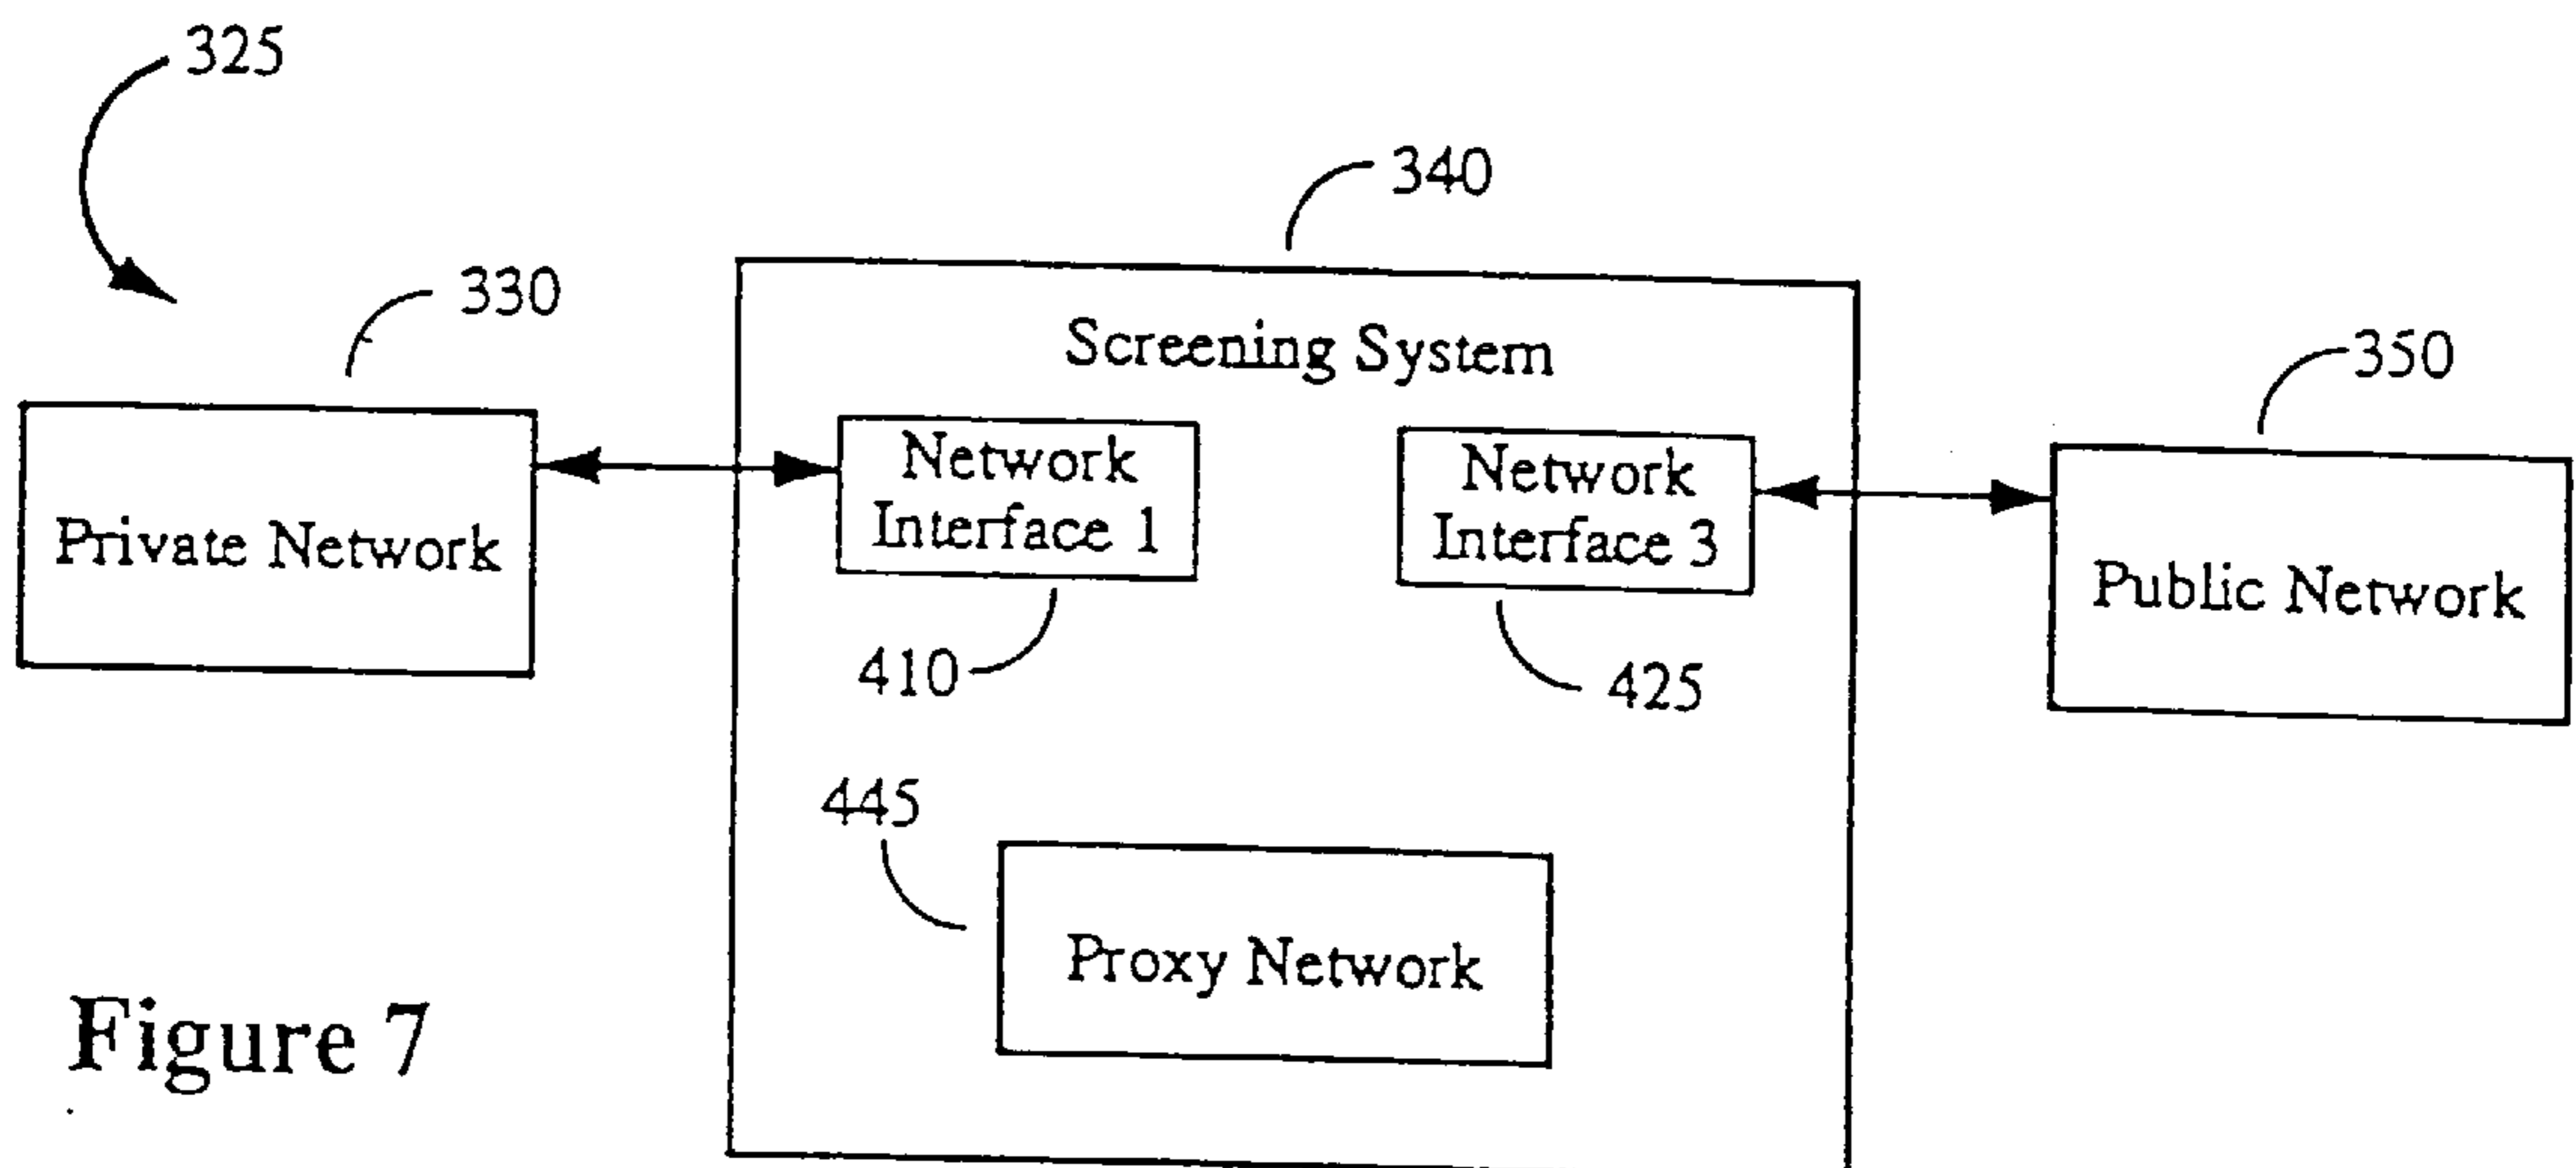 325
340
330
Screening System
350
Network
Interface 1
Network
Interface 3
Private Network
Public Network
410
425
445
Proxy Network
Figure 7